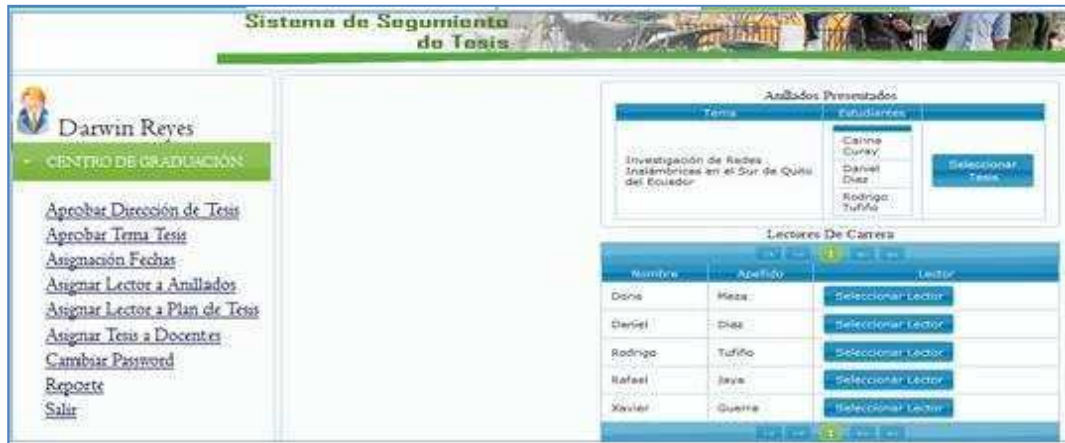 Sistema de Segumiento
de Tesis
Darwin Reyes
CENTRO DE GRADUACIÓN
Aprobar Dirección de Tesis
Aprobar Tema Tesis
Asignación Fechas
Asignar Lector a Anillados
Asignar Lector a Plan de Tesis
Asignar Tesis a Docentes
Cambiar Password
Reporte
Salir
Anillados Presentados
Tema Estudiantes
Investigación de Redes
Inalámbricas en el Sur de Quito
del Ecuador
Carina
Curay
Daniel
Diaz
Rodrigo
Tufiño
Seleccionar
Tesis
Lectores De Carrera
1
Nombre Apellido Lector
Meza Seleccionar Lector
Daniel Diaz Seleccionar Lector
Rodrigo Tufiño Seleccionar Lector
Rafael Jaya Seleccionar Lector
Xavier Guerra Seleccionar Lector
1